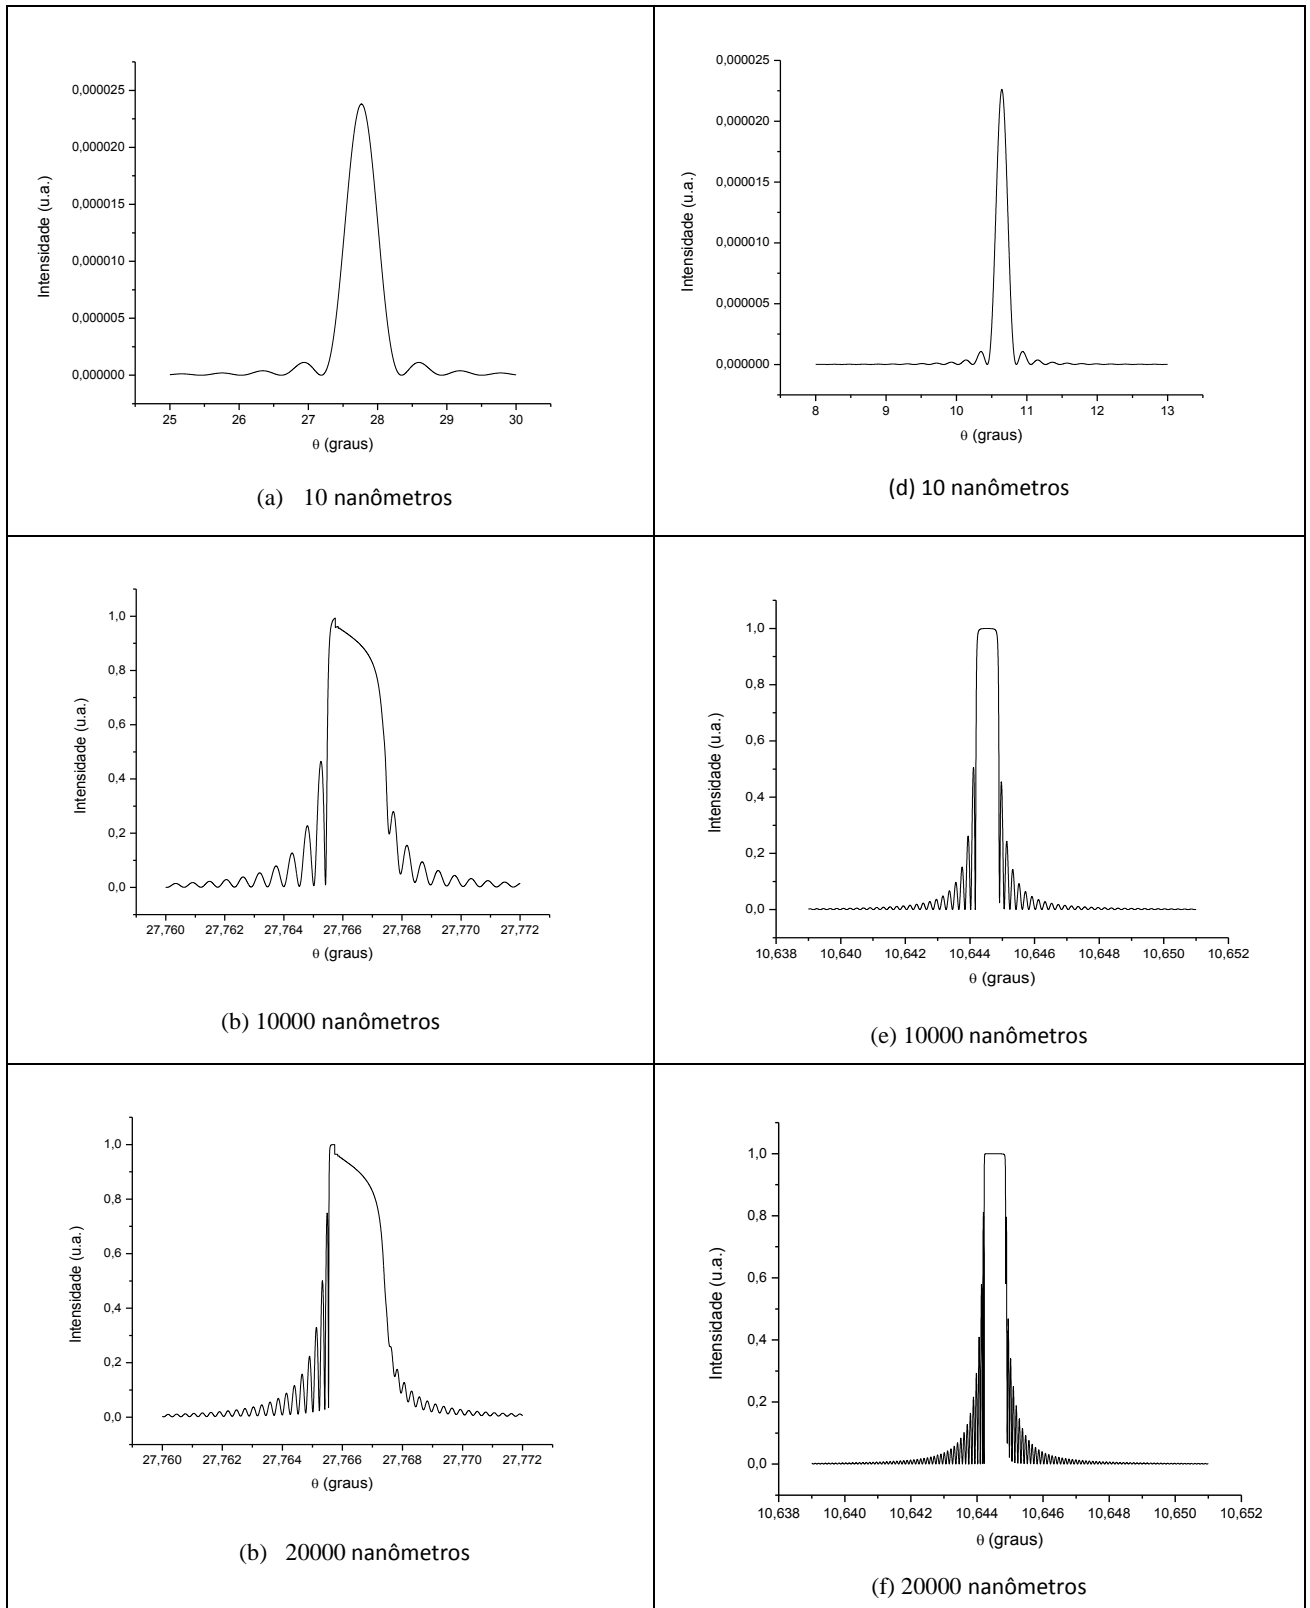 0,000025
0,000020
0,000015
0,000010
0,000005
0,000000
Intensidade (u.a.)
25 26 27 28 29 30
θ (graus)
(a) 10 nanômetros
0,000025
0,000020
0,000015
0,000010
0,000005
0,000000
Intensidade (u.a.)
8 9 10 11 12 13
θ (graus)
(d) 10 nanômetros
1,0
0,8
0,6
0,4
0,2
0,0
Intensidade (u.a.)
27,760 27,762 27,764 27,766 27,768 27,770 27,772
θ (graus)
(b) 10000 nanômetros
1,0
0,8
0,6
0,4
0,2
0,0
Intensidade (u.a.)
10,638 10,640 10,642 10,644 10,646 10,648 10,650 10,652
θ (graus)
(e) 10000 nanômetros
1,0
0,8
0,6
0,4
0,2
0,0
Intensidade (u.a.)
27,760 27,762 27,764 27,766 27,768 27,770 27,772
θ (graus)
(b) 20000 nanômetros
1,0
0,8
0,6
0,4
0,2
0,0
Intensidade (u.a.)
10,638 10,640 10,642 10,644 10,646 10,648 10,650 10,652
θ (graus)
(f) 20000 nanômetros